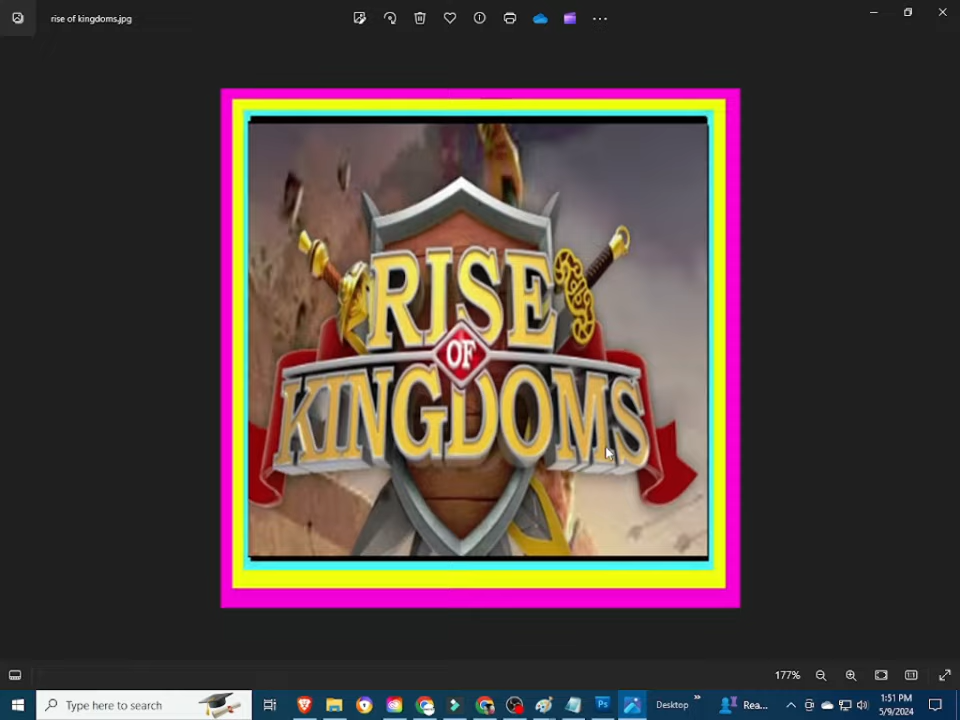 rise of kingdoms.jpg
RISE
OF
KINGDOMS
177%
Type here to search
Ps
Desktop
Rea...
1:51 PM
5/9/2024